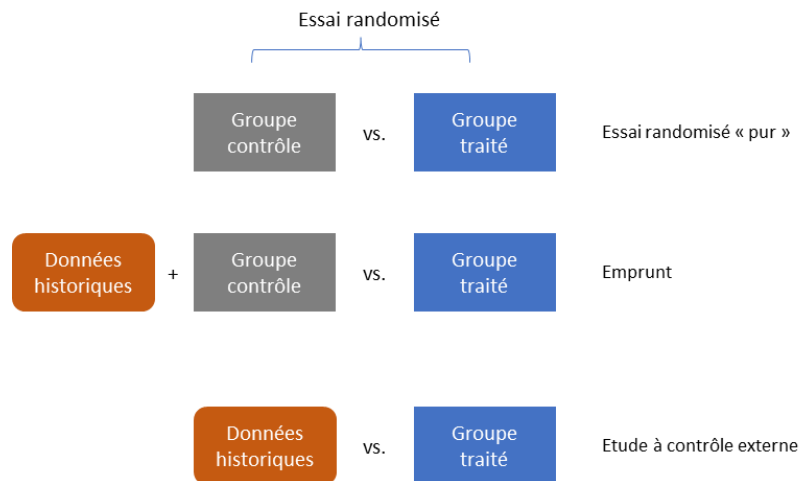 Essai randomisé
Groupe
contrôle
vs.
Groupe
traité
Essai randomisé « pur »
Données
historiques
+
Groupe
contrôle
vs.
Groupe
traité
Emprunt
Données
historiques
vs.
Groupe
traité
Etude à contrôle externe